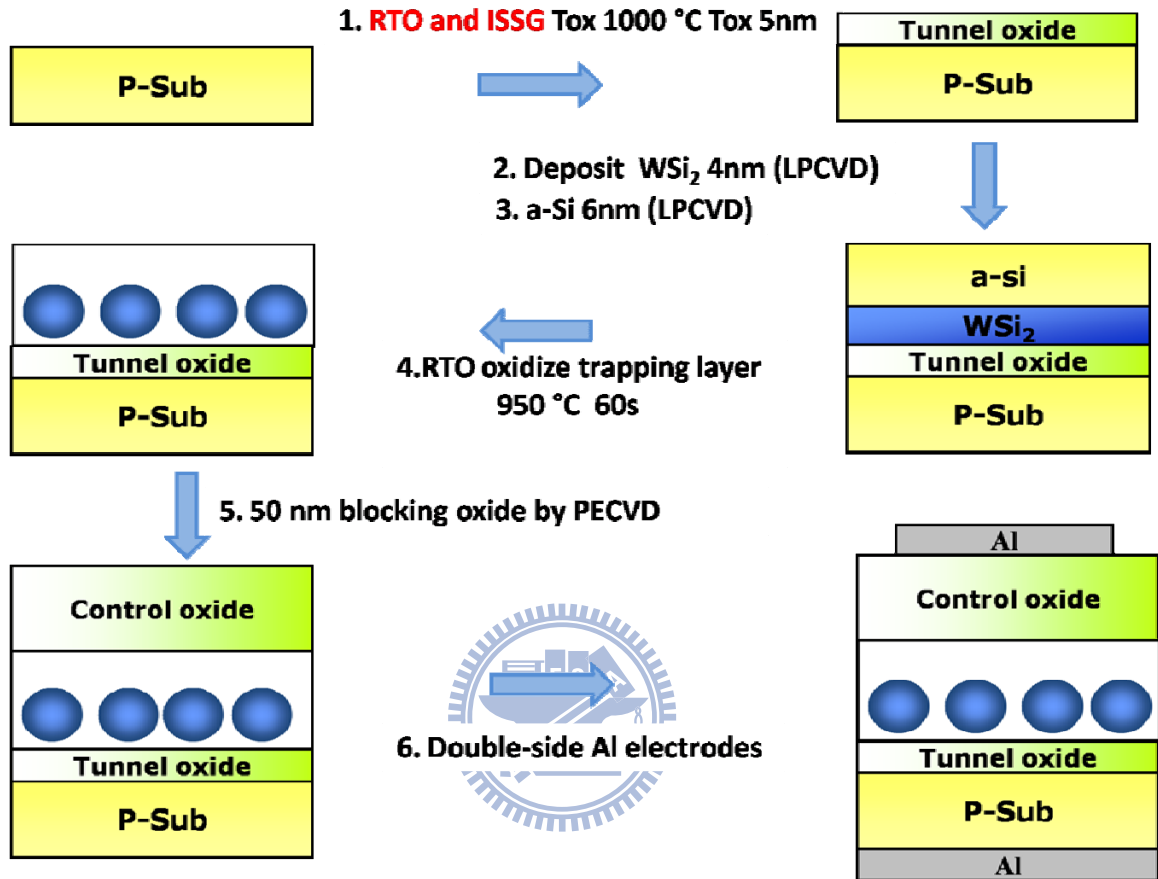 1. RTO and ISSG Tox 1000 °C Tox 5nm
P-Sub
Tunnel oxide
P-Sub
2. Deposit WSi₂ 4nm (LPCVD)
3. a-Si 6nm (LPCVD)
a-si
WSi₂
Tunnel oxide
P-Sub
4.RTO oxidize trapping layer
950 °C 60s
Tunnel oxide
P-Sub
5. 50 nm blocking oxide by PECVD
Control oxide
Tunnel oxide
P-Sub
6. Double-side Al electrodes
Al
Control oxide
Tunnel oxide
P-Sub
Al